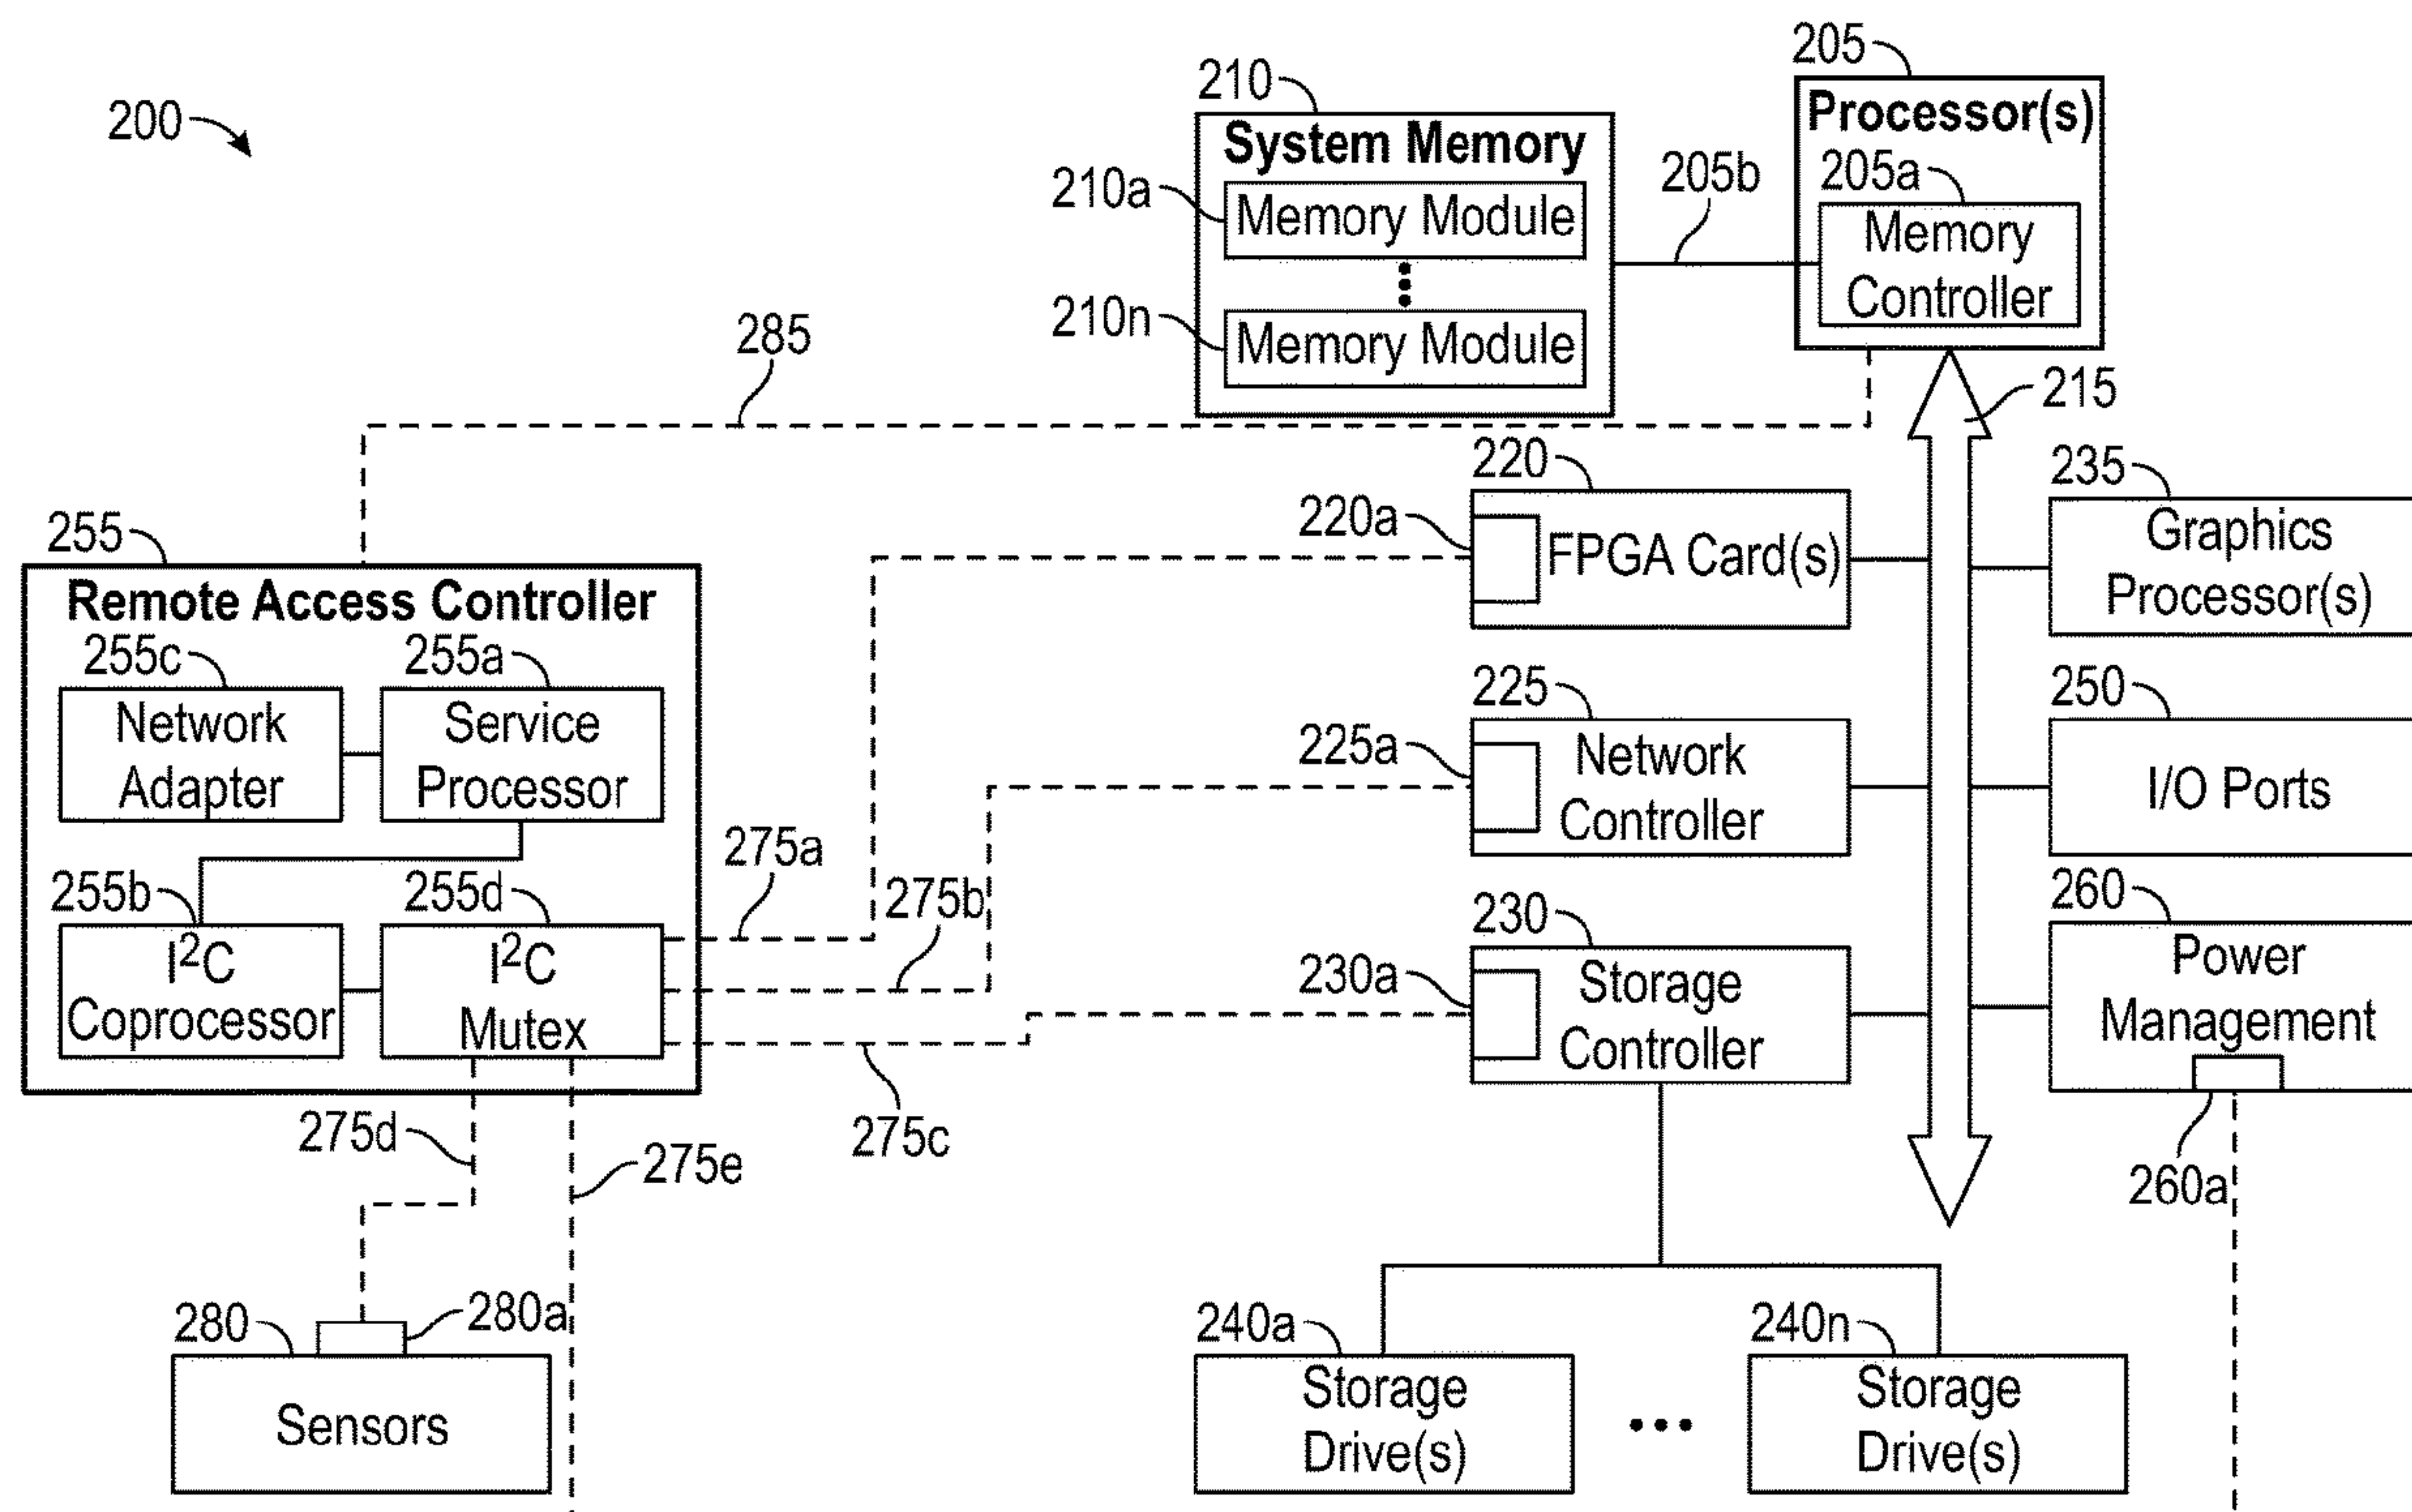 200
205
Processor(s)
205a
Memory
Controller
205b
210
System Memory
210a
Memory Module
210n
Memory Module
285
215
220
220a
FPGA Card(s)
235
Graphics
Processor(s)
255
Remote Access Controller
255c
Network
Adapter
255a
Service
Processor
255b
I²C
Coprocessor
255d
I²C
Mutex
275a
275b
275c
275d
275e
225
225a
Network
Controller
250
I/O Ports
230
230a
Storage
Controller
260
Power
Management
260a
280
280a
Sensors
240a
Storage
Drive(s)
240n
Storage
Drive(s)